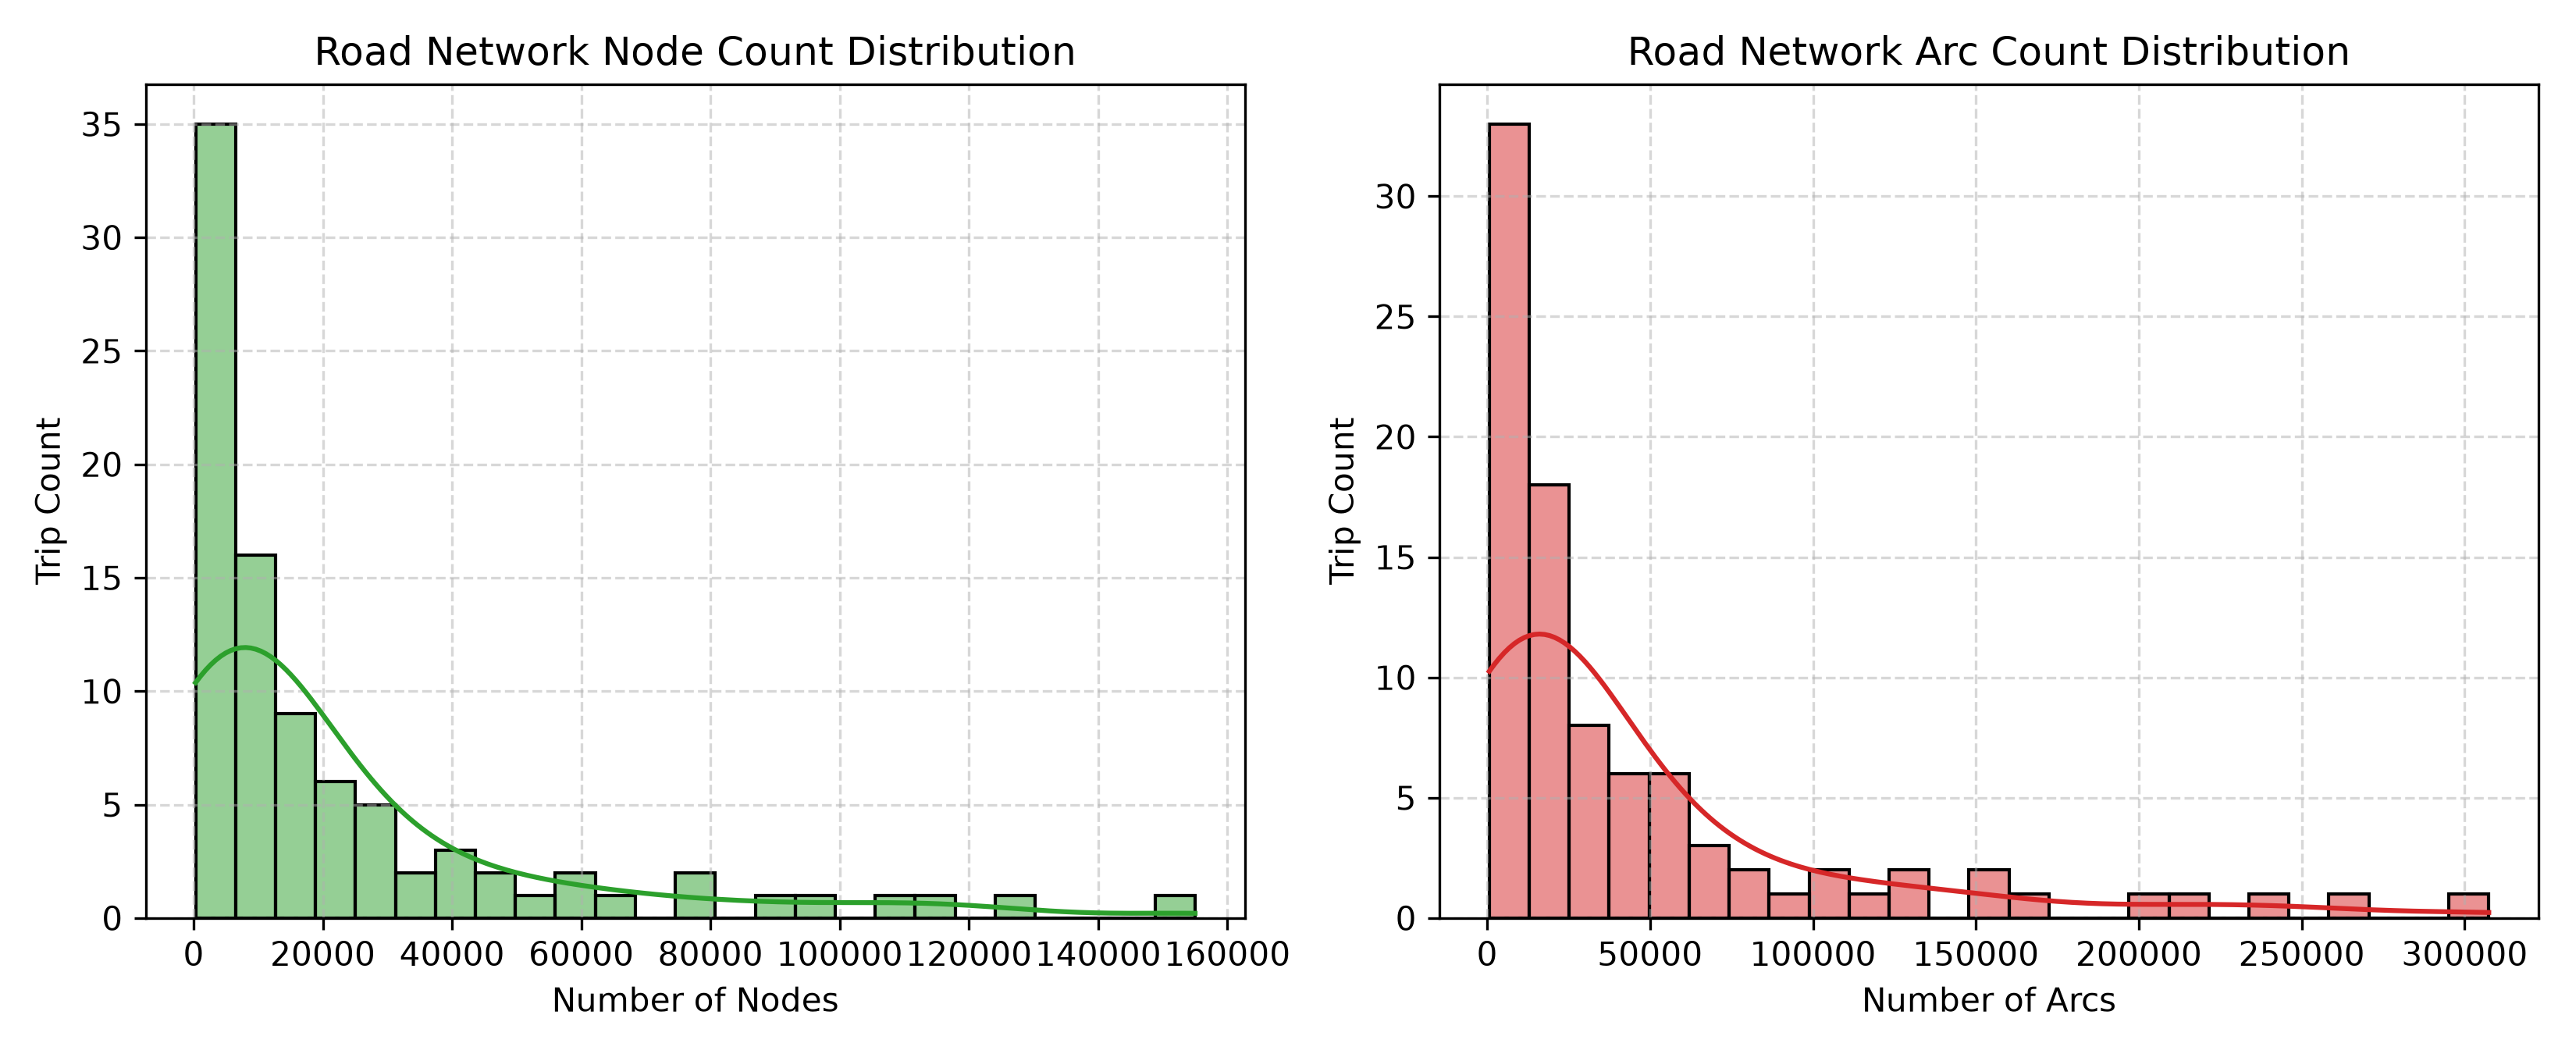 Road Network Node Count Distribution
35
30
25
20
15
10
5
0
Trip Count
0 20000 40000 60000 80000 100000 120000 140000 160000
Number of Nodes
Road Network Arc Count Distribution
30
25
20
15
10
5
0
Trip Count
0 50000 100000 150000 200000 250000 300000
Number of Arcs